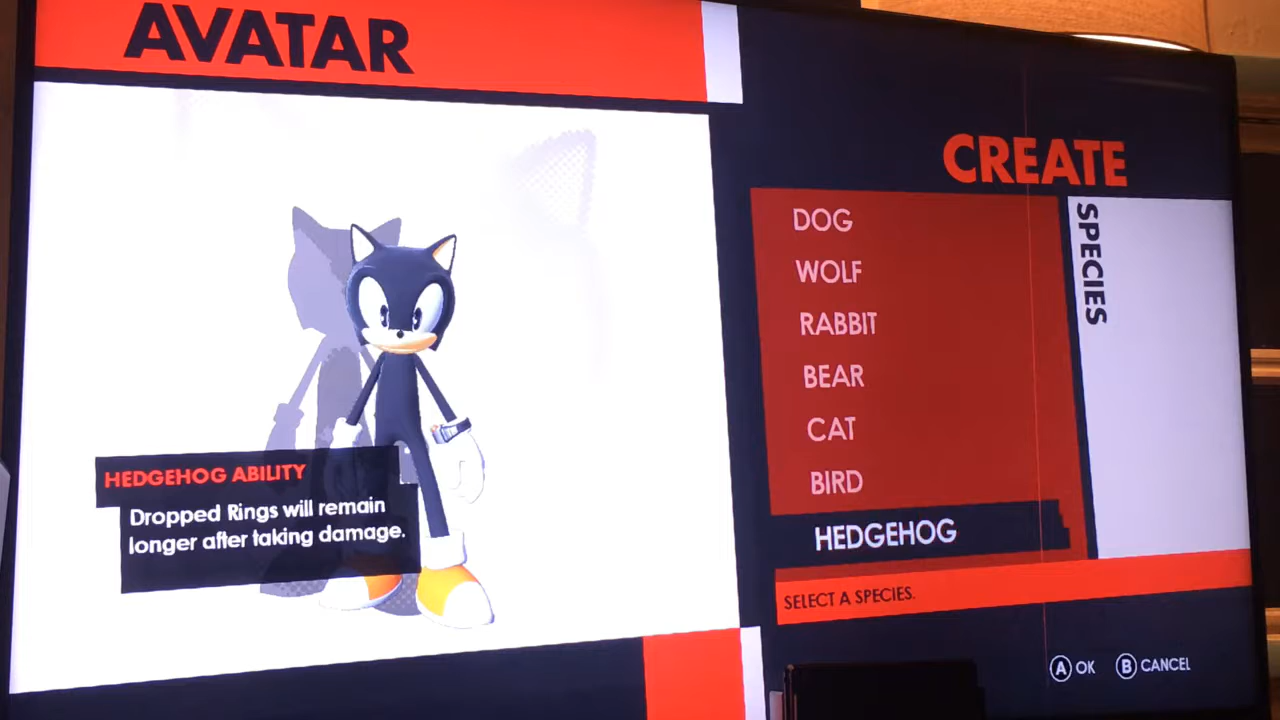 AVATAR
CREATE
SPECIES
DOG
WOLF
RABBIT
BEAR
CAT
BIRD
HEDGEHOG
HEDGEHOG ABILITY
Dropped Rings will remain
longer after taking damage.
SELECT A SPECIES.
A OK B CANCEL